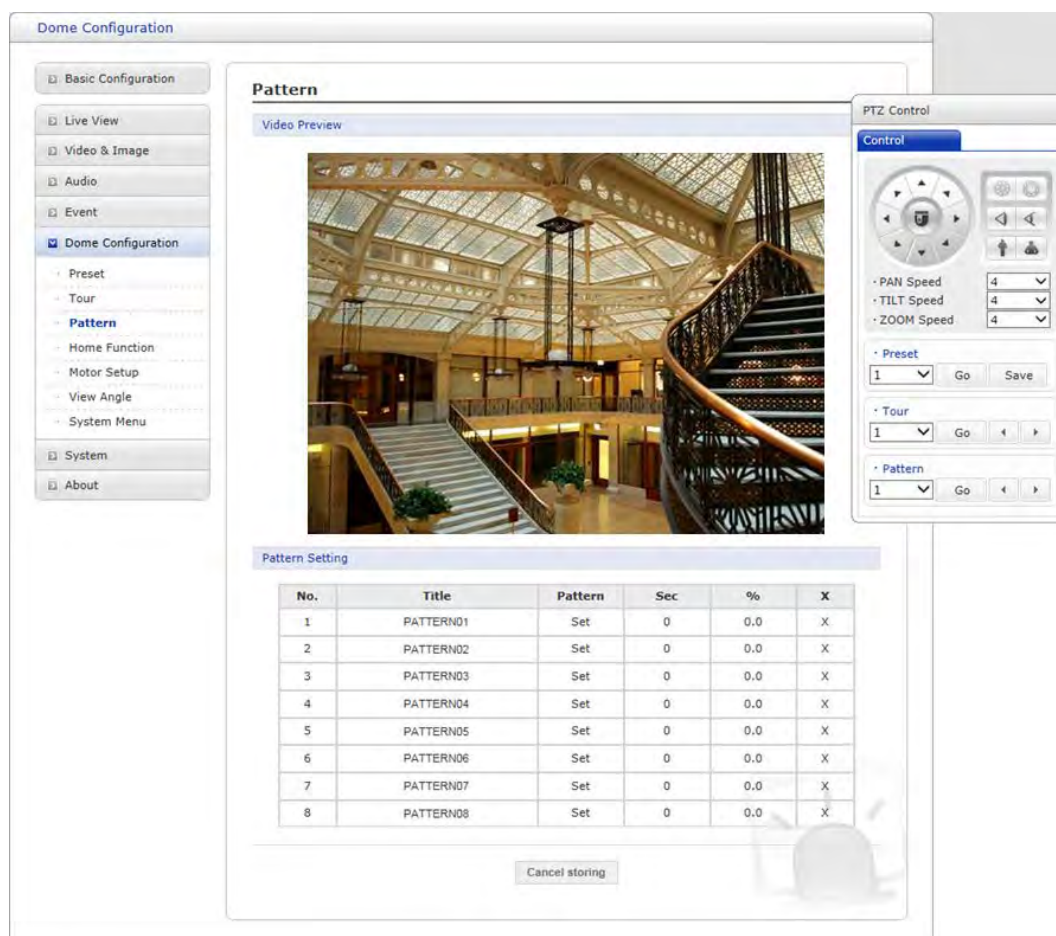 Dome Configuration
Basic Configuration
Live View
Video & Image
Audio
Event
Dome Configuration
Preset
Tour
Pattern
Home Function
Motor Setup
View Angle
System Menu
System
About
Pattern
Video Preview
PTZ Control
Control
· PAN Speed 4
· TILT Speed 4
· ZOOM Speed 4
· Preset
1 Go Save
· Tour
1 Go
· Pattern
1 Go
Pattern Setting
No. Title Pattern Sec % X
1 PATTERN01 Set 0 0.0 X
2 PATTERN02 Set 0 0.0 X
3 PATTERN03 Set 0 0.0 X
4 PATTERN04 Set 0 0.0 X
5 PATTERN05 Set 0 0.0 X
6 PATTERN06 Set 0 0.0 X
7 PATTERN07 Set 0 0.0 X
8 PATTERN08 Set 0 0.0 X
Cancel storing